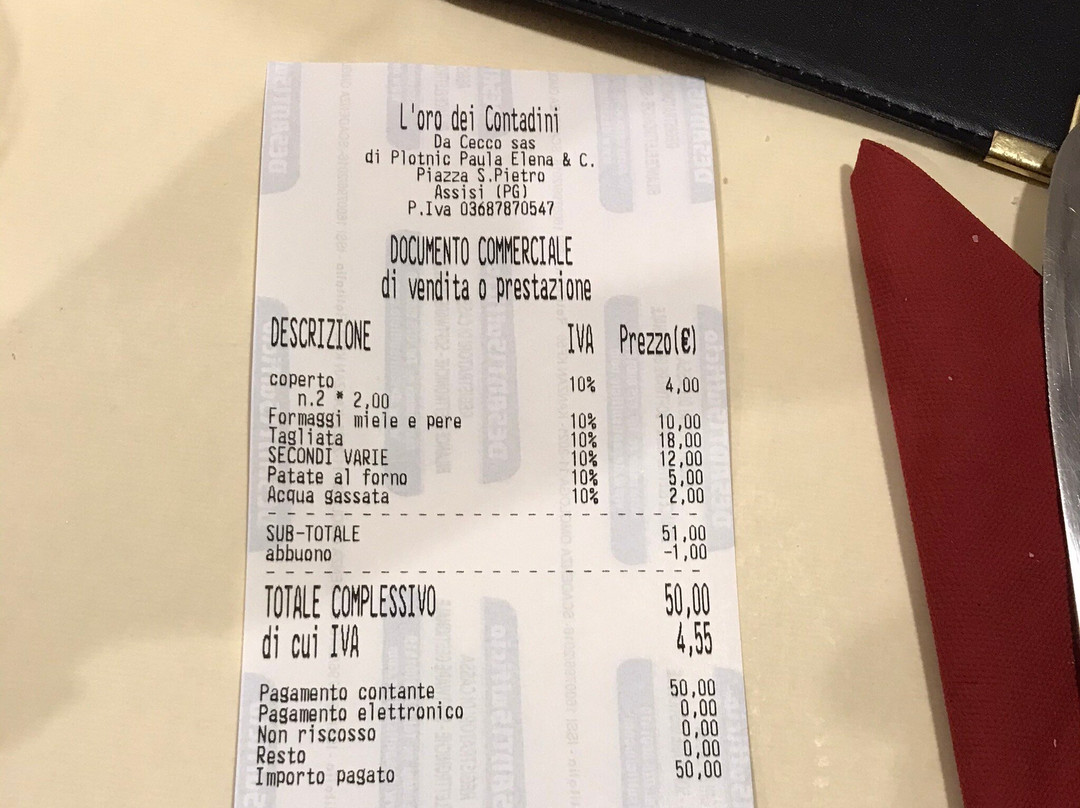 L'oro dei Contadini
Da Cecco sas
di Plotnic Paula Elena & C.
Piazza S.Pietro
Assisi (PG)
P.Iva 03687870547
DOCUMENTO COMMERCIALE
di vendita o prestazione
DESCRIZIONE IVA Prezzo(€)
coperto 10% 4,00
n.2 * 2,00
Formaggi miele e pere 10% 10,00
Tagliata 10% 18,00
SECONDI VARIE 10% 12,00
Patate al forno 10% 5,00
Acqua gassata 10% 2,00
SUB-TOTALE 51,00
abbuono -1,00
TOTALE COMPLESSIVO 50,00
di cui IVA 4,55
Pagamento contante 50,00
Pagamento elettronico 0,00
Non riscosso 0,00
Resto 0,00
Importo pagato 50,00